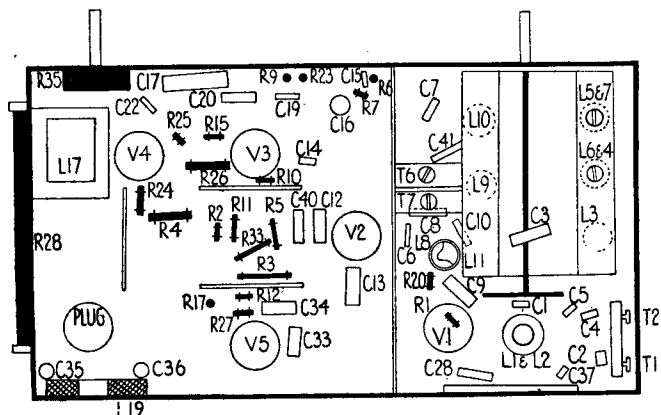 R35
C17
R9
R23
C15
R6
R7
C22
C20
C19
C16
C7
L5&7
R25
R15
C14
L10
C41
L6&4
L17
V4
V3
R26
R10
T6
L9
R24
R4
R2
R11
R5
C40
C12
T7
C8
C10
C3
L3
R28
R33
V2
C6
L8
L11
R3
C13
R20
C9
R17
R12
C34
R1
C1
C5
C4
T2
PLUG
R27
V5
C33
V1
L1&L2
C2
T1
C35
C36
C28
C37
L19